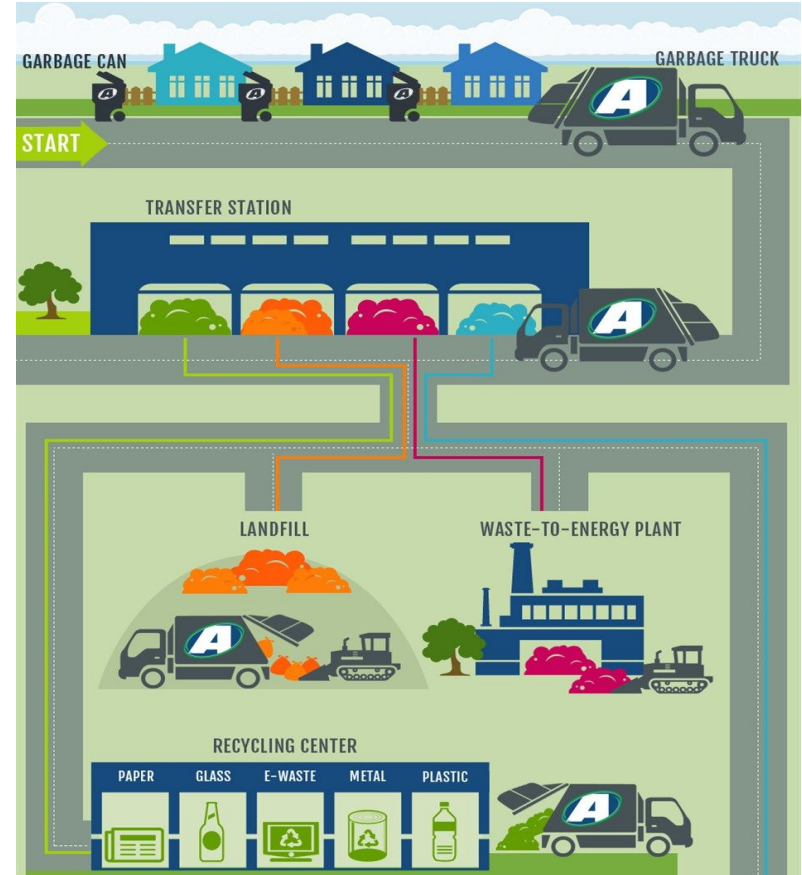 GARBAGE CAN
GARBAGE TRUCK
A
A
A
A
START
TRANSFER STATION
A
LANDFILL
WASTE-TO-ENERGY PLANT
A
RECYCLING CENTER
PAPER
GLASS
E-WASTE
METAL
PLASTIC
A